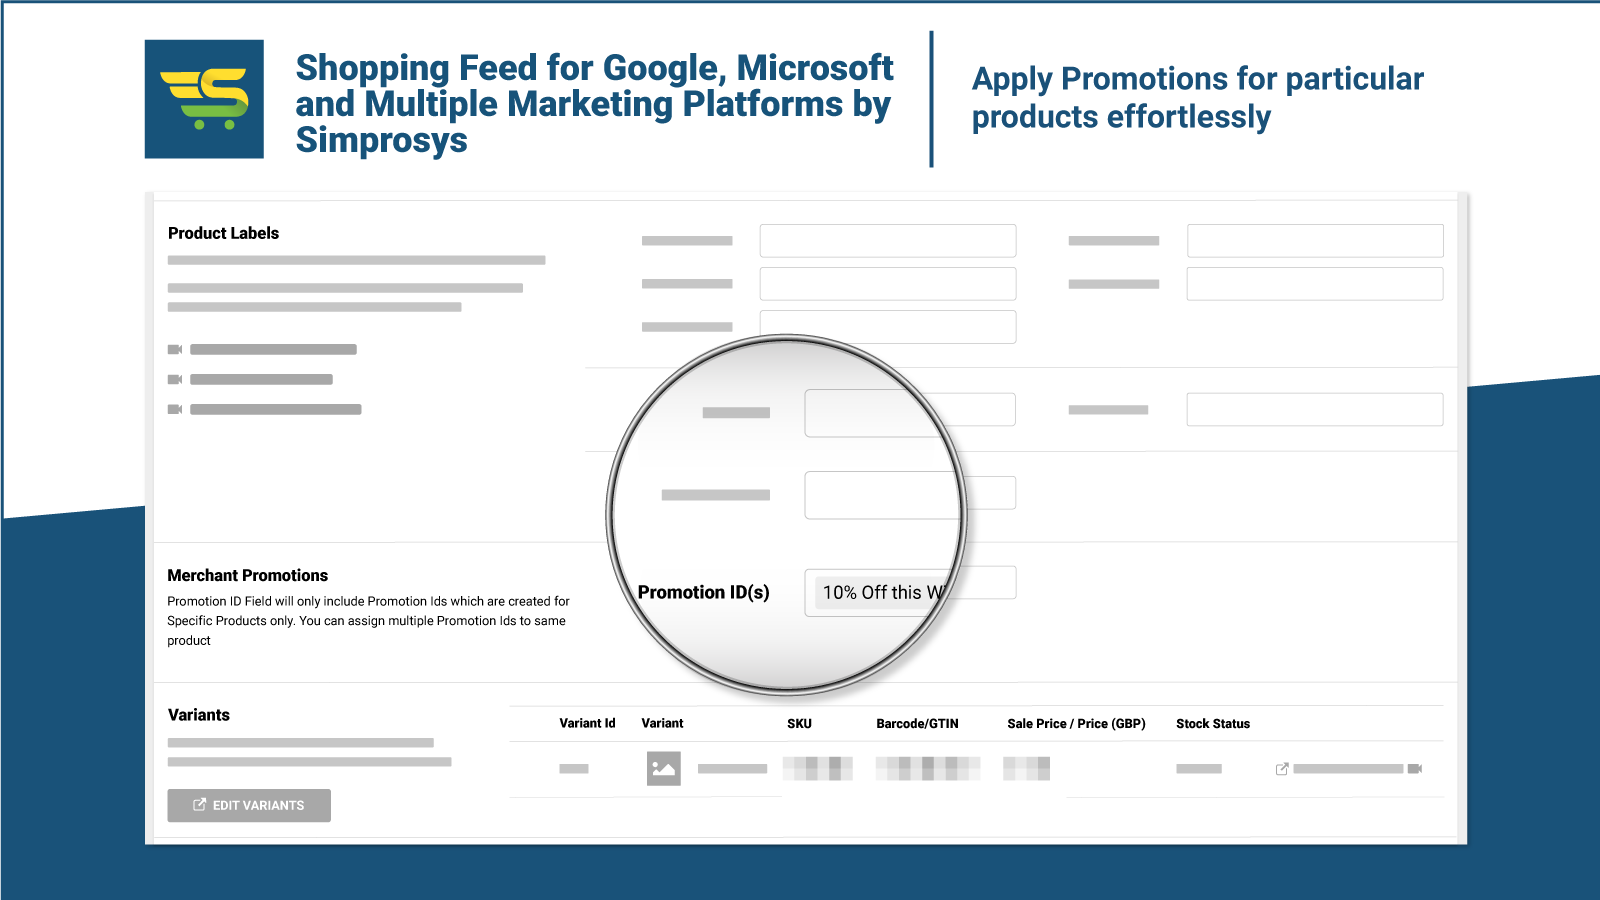 Shopping Feed for Google, Microsoft
and Multiple Marketing Platforms by
Simprosys
Apply Promotions for particular
products effortlessly
Product Labels
Promotion ID(s)
10% Off this
Merchant Promotions
Promotion ID Field will only include Promotion Ids which are created for
Specific Products only. You can assign multiple Promotion Ids to same
product
Variants
Variant Id Variant SKU Barcode/GTIN Sale Price / Price (GBP) Stock Status
EDIT VARIANTS